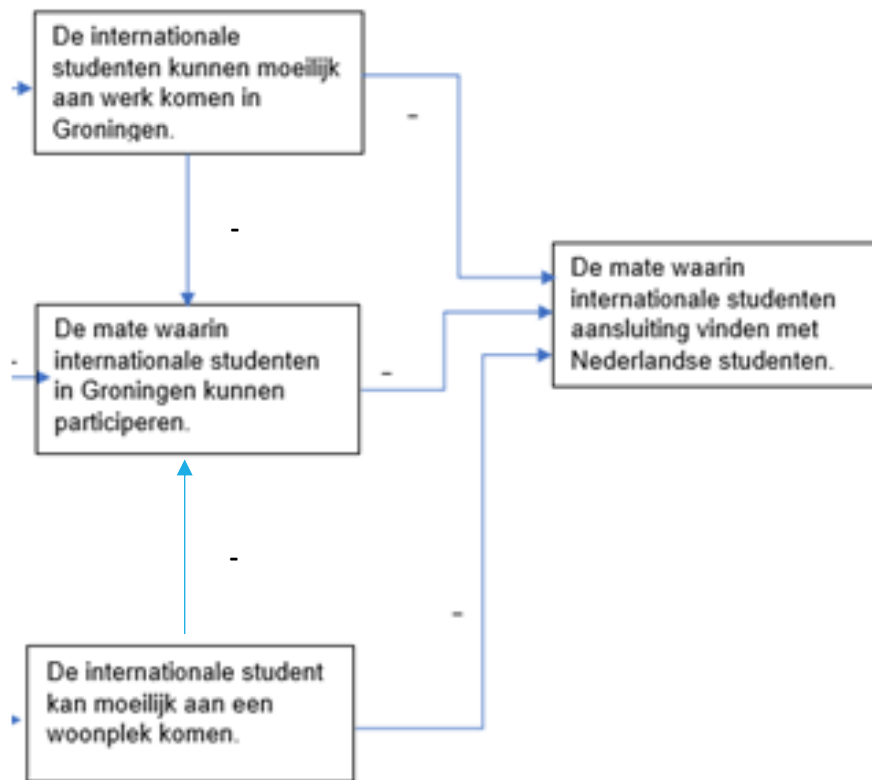 De internationale
studenten kunnen moeilijk
aan werk komen in
Groningen.
-
-
De mate waarin
internationale studenten
aansluiting vinden met
Nederlandse studenten.
De mate waarin
internationale studenten
in Groningen kunnen
participeren.
-
-
-
-
De internationale student
kan moeilijk aan een
woonplek komen.